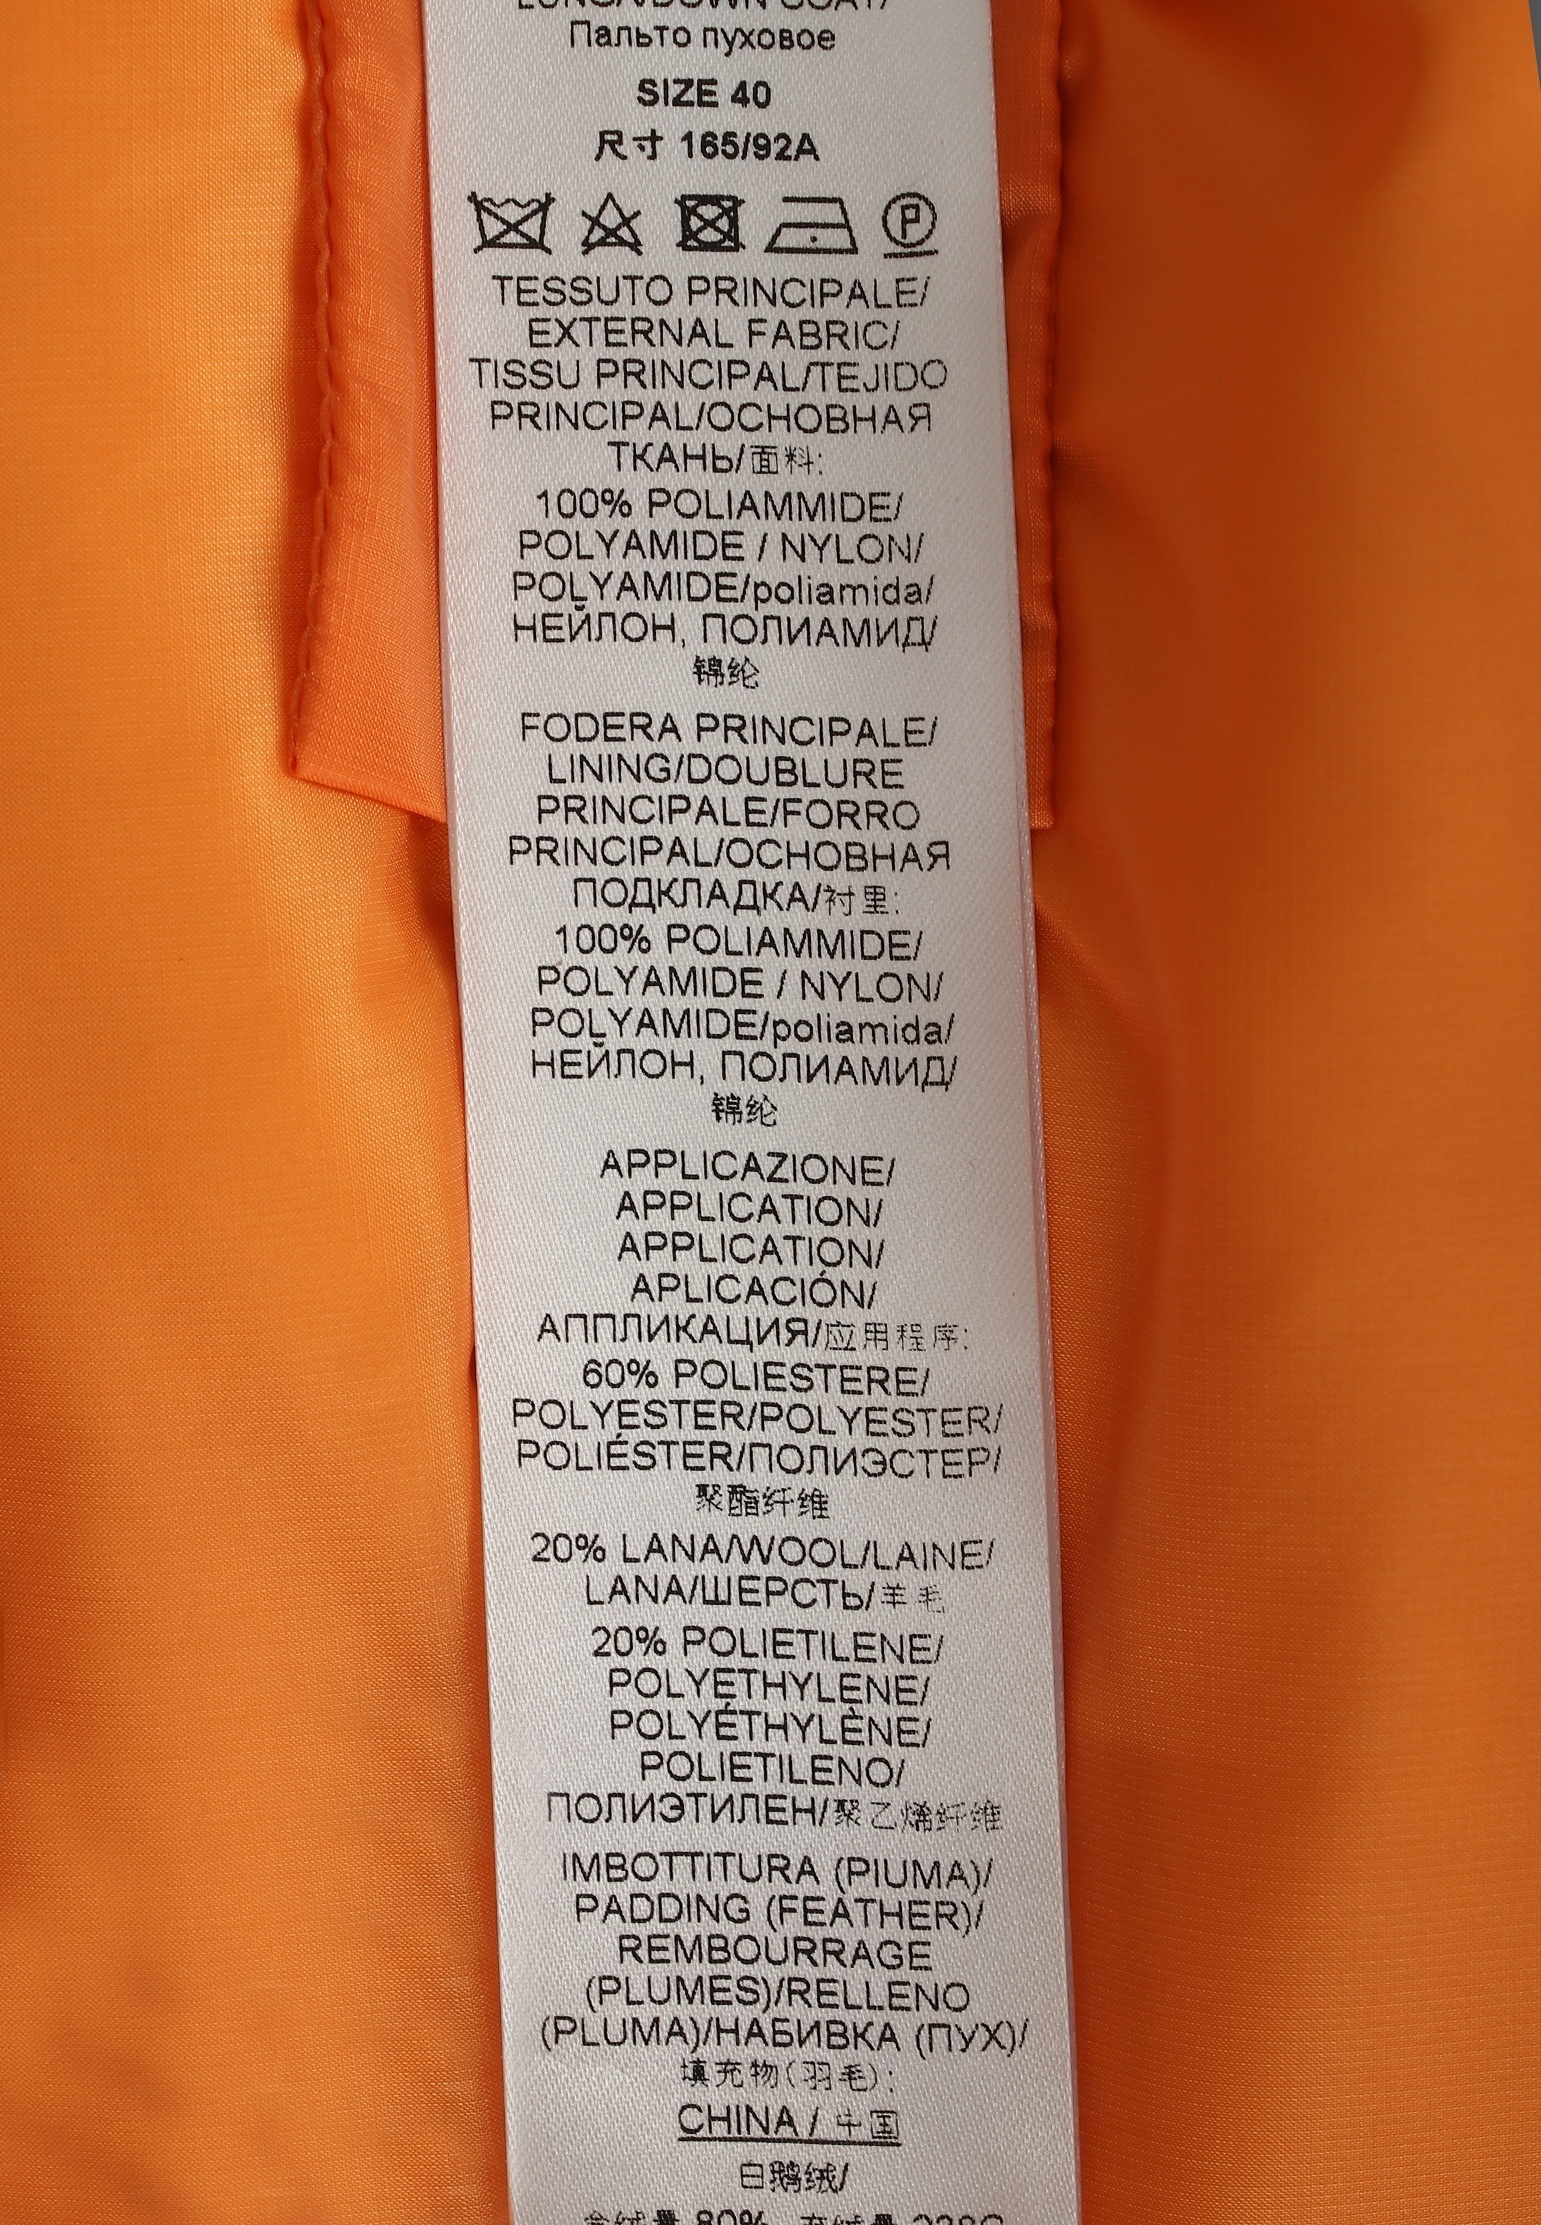 Пальто пуховое
SIZE 40
尺寸 165/92A
P
TESSUTO PRINCIPALE/
EXTERNAL FABRIC/
TISSU PRINCIPAL/TEJIDO
PRINCIPAL/ОСНОВНАЯ
ТКАНЬ/面料:
100% POLIAMMIDE/
POLYAMIDE / NYLON/
POLYAMIDE/poliamida/
НЕЙЛОН, ПОЛИАМИД/
锦纶
FODERA PRINCIPALE/
LINING/DOUBLURE
PRINCIPALE/FORRO
PRINCIPAL/ОСНОВНАЯ
ПОДКЛАДКА/衬里:
100% POLIAMMIDE/
POLYAMIDE / NYLON/
POLYAMIDE/poliamida/
НЕЙЛОН, ПОЛИАМИД/
锦纶
APPLICAZIONE/
APPLICATION/
APPLICATION/
APLICACIÓN/
АППЛИКАЦИЯ/应用程序:
60% POLIESTERE/
POLYESTER/POLYESTER/
POLIÉSTER/ПОЛИЭСТЕР/
聚酯纤维
20% LANA/WOOL/LAINE/
LANA/ШЕРСТЬ/羊毛
20% POLIETILENE/
POLYETHYLENE/
POLYÉTHYLÈNE/
POLIETILENO/
ПОЛИЭТИЛЕН/聚乙烯纤维
IMBOTTITURA (PIUMA)/
PADDING (FEATHER)/
REMBOURRAGE
(PLUMES)/RELLENO
(PLUMA)/НАБИВКА (ПУХ)/
填充物(羽毛):
CHINA / 中国
白鹅绒/